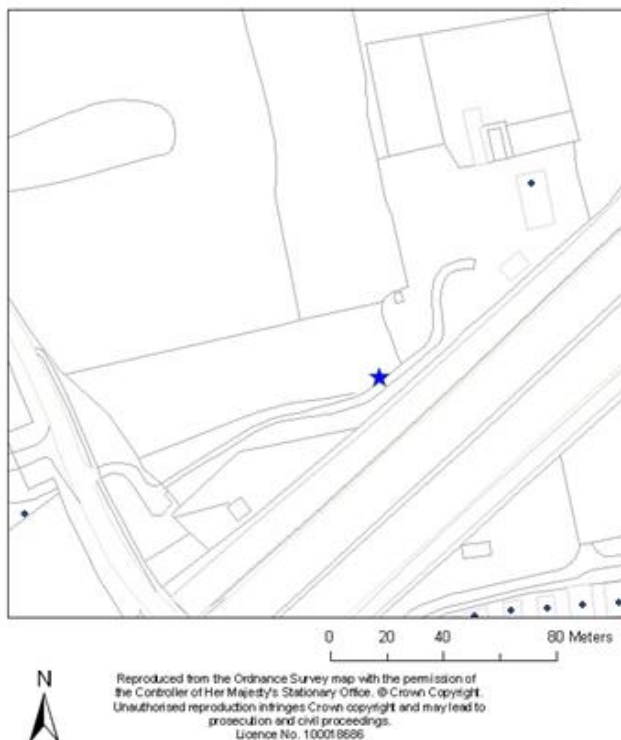 0 20 40 80 Meters
N
Reproduced from the Ordnance Survey map with the permission of
the Controller of Her Majesty's Stationary Office. © Crown Copyright.
Unauthorised reproduction infringes Crown copyright and may lead to
prosecution and civil proceedings.
Licence No. 100018686